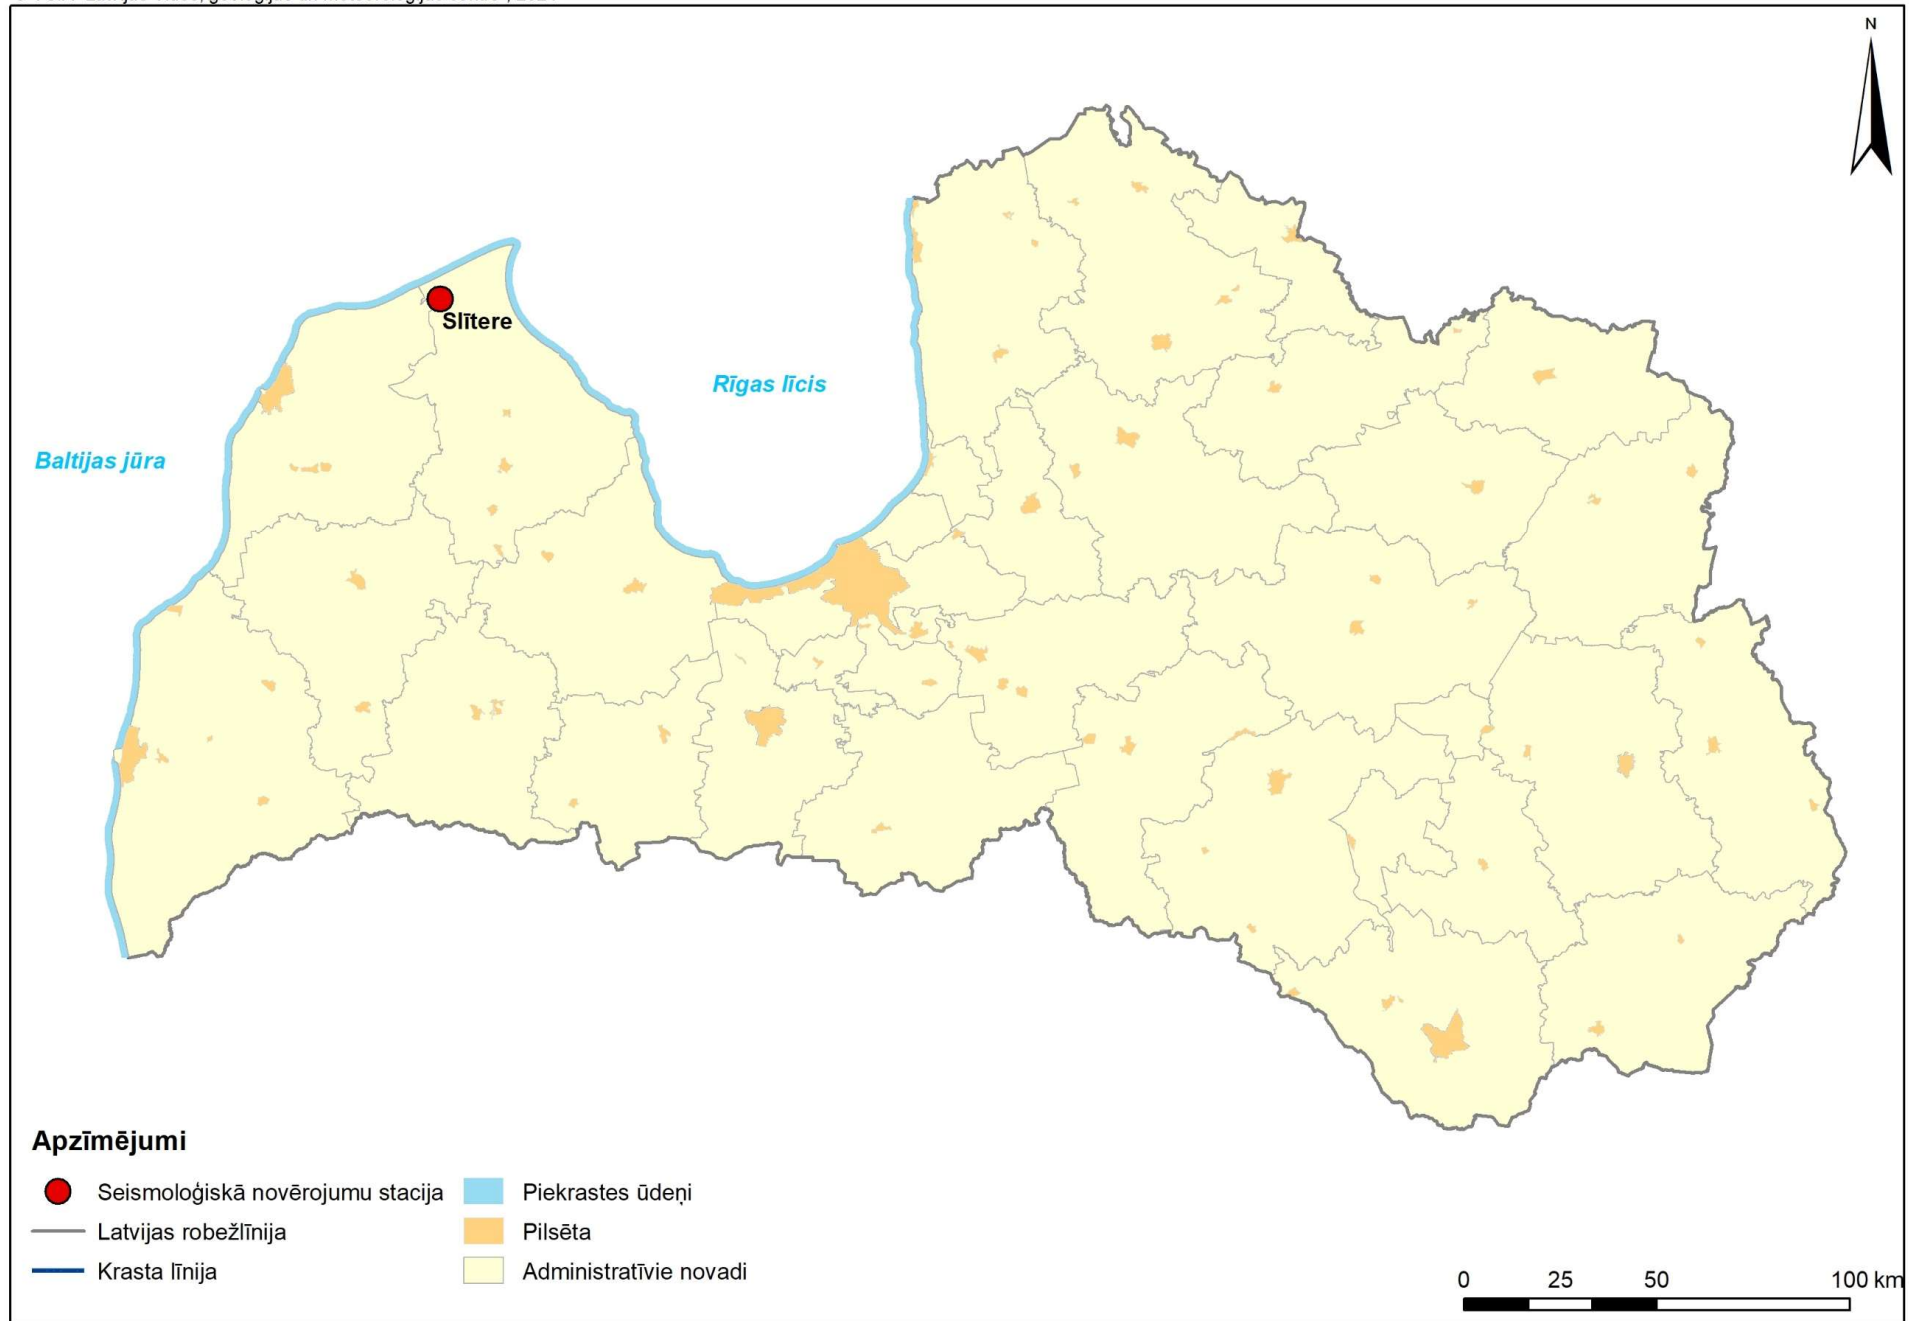 N
Slītere
Rīgas līcis
Baltijas jūra
Apzīmējumi
Seismoloģiskā novērojumu stacija
Latvijas robežlīnija
Krasta līnija
Piekrastes ūdeņi
Pilsēta
Administratīvie novadi
0 25 50 100 km